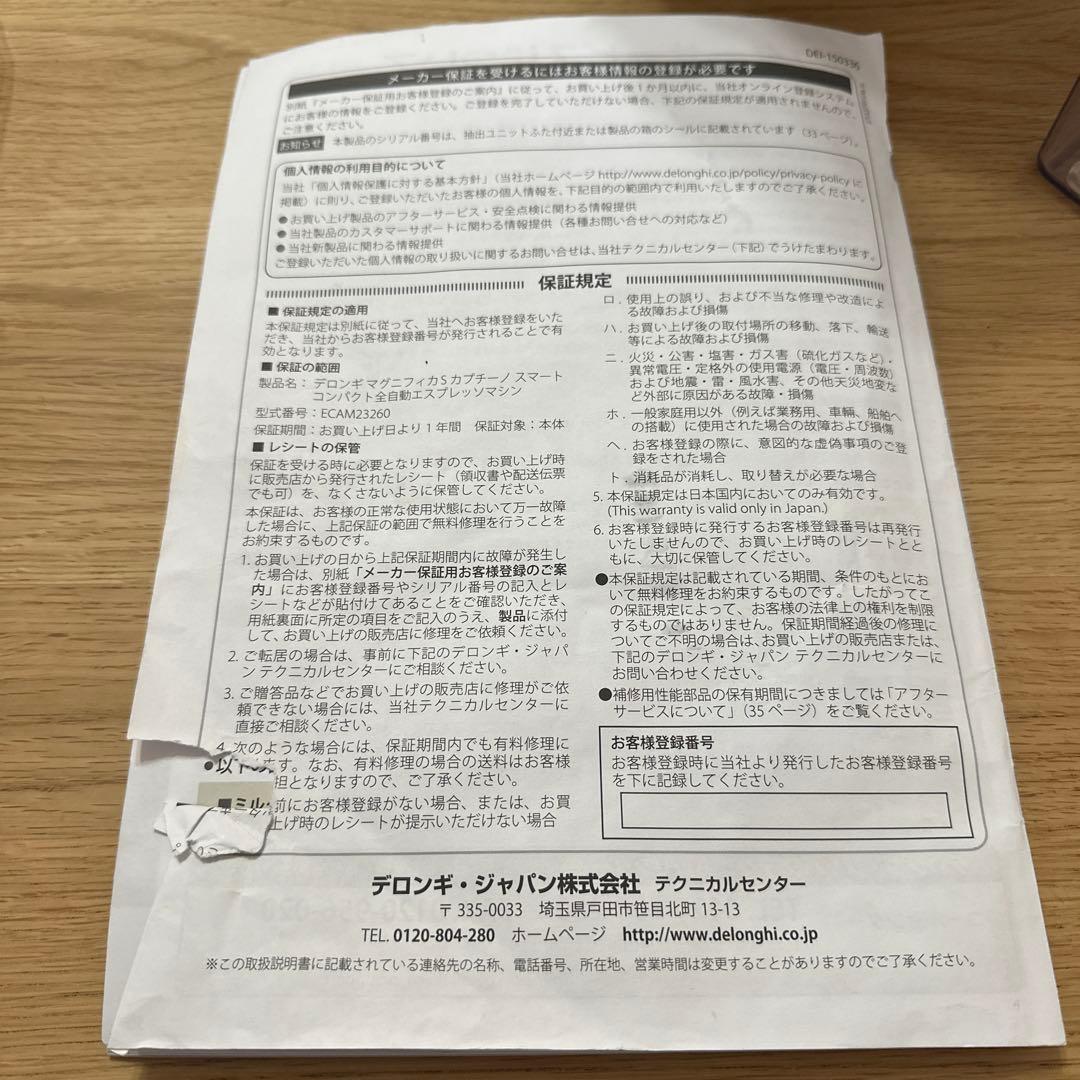 DEI-150336
メーカー保証を受けるにはお客様情報の登録が必要です
別紙『メーカー保証用お客様登録のご案内』に従って、お買い上げ後1か月以内に、当社オンライン登録システム
にお客様の情報をご登録ください。ご登録を完了していただけない場合、下記の保証規定が適用されませんので、
ご注意ください。
お知らせ 本製品のシリアル番号は、抽出ユニットふた付近または製品の箱のシールに記載されています（33ページ）。
個人情報の利用目的について
当社「個人情報保護に対する基本方針」（当社ホームページ http://www.delonghi.co.jp/policy/privacy-policy に
掲載）に則り、ご登録いただいたお客様の個人情報を、下記目的の範囲内で利用いたしますのでご了承ください。
●お買い上げ製品のアフターサービス・安全点検に関わる情報提供
●当社製品のカスタマーサポートに関わる情報提供（各種お問い合せへの対応など）
●当社新製品に関わる情報提供
ご登録いただいた個人情報の取り扱いに関するお問い合せは、当社テクニカルセンター（下記）でうけたまわります。
保証規定
■ 保証規定の適用
本保証規定は別紙に従って、当社へお客様登録をいた
だき、当社からお客様登録番号が発行されることで有
効となります。
■ 保証の範囲
製品名： デロンギ マグニフィカS カプチーノ スマート
コンパクト全自動エスプレッソマシン
型式番号：ECAM23260
保証期間：お買い上げ日より1年間 保証対象：本体
■ レシートの保管
保証を受ける時に必要となりますので、お買い上げ時
に販売店から発行されたレシート（領収書や配送伝票
でも可）を、なくさないように保管してください。
本保証は、お客様の正常な使用状態において万一故障
した場合に、上記保証の範囲で無料修理を行うことを
お約束するものです。
1. お買い上げの日から上記保証期間内に故障が発生し
た場合は、別紙「メーカー保証用お客様登録のご案
内」にお客様登録番号やシリアル番号の記入とレ
シートなどが貼付けてあることをご確認いただき、
用紙裏面に所定の項目をご記入のうえ、製品に添付
して、お買い上げの販売店に修理をご依頼ください。
2. ご転居の場合は、事前に下記のデロンギ・ジャパ
ン テクニカルセンターにご相談ください。
3. ご贈答品などでお買い上げの販売店に修理がご依
頼できない場合には、当社テクニカルセンターに
直接ご相談ください。
4. 次のような場合には、保証期間内でも有料修理に
●以下の ます。なお、有料修理の場合の送料はお客様
担となりますので、ご了承ください。
■ミル 前にお客様登録がない場合、または、お買
上げ時のレシートが提示いただけない場合
ロ．使用上の誤り、および不当な修理や改造によ
る故障および損傷
ハ．お買い上げ後の取付場所の移動、落下、輸送
等による故障および損傷
ニ．火災・公害・塩害・ガス害（硫化ガスなど）・
異常電圧・定格外の使用電源（電圧・周波数）
および地震・雷・風水害、その他天災地変な
ど外部に原因がある故障・損傷
ホ．一般家庭用以外（例えば業務用、車輌、船舶へ
の搭載）に使用された場合の故障および損傷
ヘ．お客様登録の際に、意図的な虚偽事項のご登
録をされた場合
ト．消耗品が消耗し、取り替えが必要な場合
5. 本保証規定は日本国内においてのみ有効です。
(This warranty is valid only in Japan.)
6. お客様登録時に発行するお客様登録番号は再発行
いたしませんので、お買い上げ時のレシートとと
もに、大切に保管してください。
●本保証規定は記載されている期間、条件のもとにお
いて無料修理をお約束するものです。したがってこ
の保証規定によって、お客様の法律上の権利を制限
するものではありません。保証期間経過後の修理に
ついてご不明の場合は、お買い上げの販売店または、
下記のデロンギ・ジャパン テクニカルセンターに
お問い合わせください。
●補修用性能部品の保有期間につきましては「アフター
サービスについて」（35ページ）をご覧ください。
お客様登録番号
お客様登録時に当社より発行したお客様登録番号
を下に記録してください。
デロンギ・ジャパン株式会社 テクニカルセンター
〒335-0033 埼玉県戸田市笹目北町 13-13
TEL. 0120-804-280 ホームページ http://www.delonghi.co.jp
※この取扱説明書に記載されている連絡先の名称、電話番号、所在地、営業時間は変更することがありますのでご了承ください。